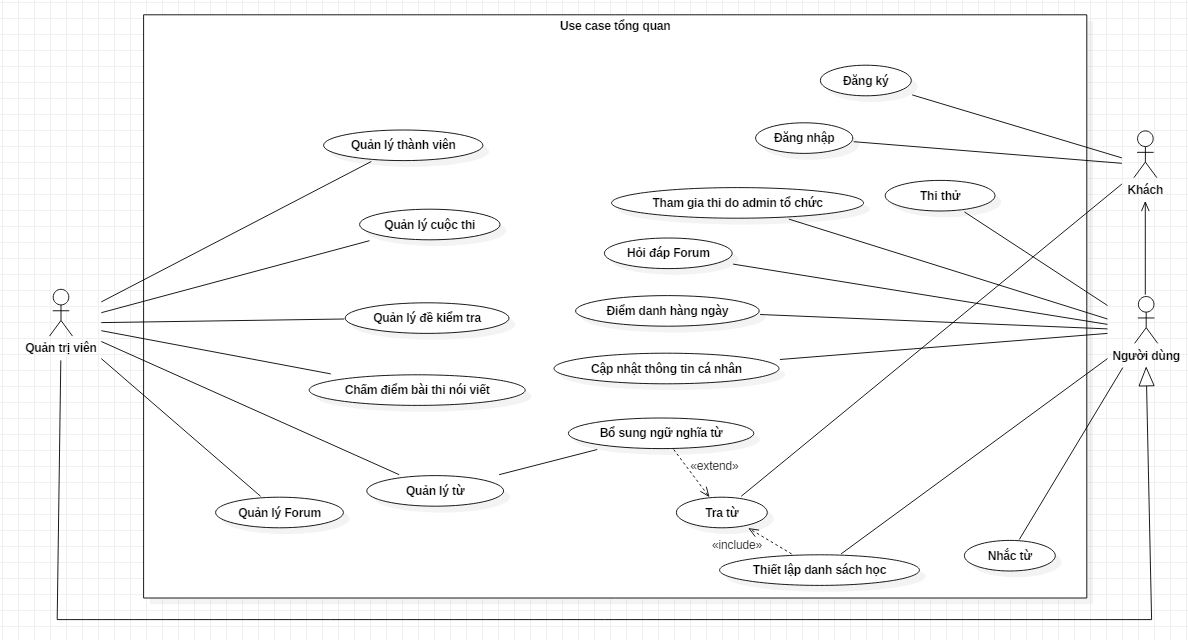 Use case tổng quan
Đăng ký
Đăng nhập
Quản lý thành viên
Khách
Thi thử
Tham gia thi do admin tổ chức
Quản lý cuộc thi
Hỏi đáp Forum
Điểm danh hàng ngày
Quản lý đề kiểm tra
Quản trị viên
Người dùng
Cập nhật thông tin cá nhân
Chấm điểm bài thi nói viết
Bổ sung ngữ nghĩa từ
«extend»
Quản lý từ
Quản lý Forum
Tra từ
«include»
Nhắc từ
Thiết lập danh sách học